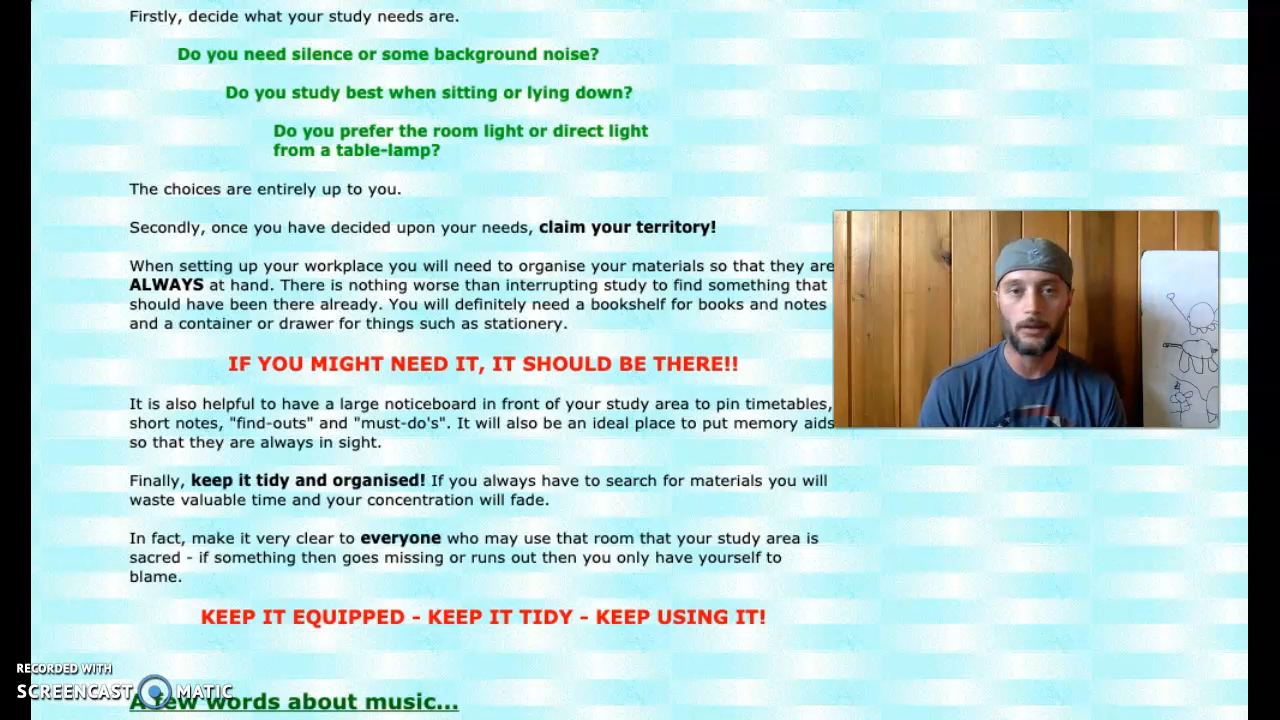 Firstly, decide what your study needs are.
Do you need silence or some background noise?
Do you study best when sitting or lying down?
Do you prefer the room light or direct light
from a table-lamp?
The choices are entirely up to you.
Secondly, once you have decided upon your needs, claim your territory!
When setting up your workplace you will need to organise your materials so that they are
ALWAYS at hand. There is nothing worse than interrupting study to find something that
should have been there already. You will definitely need a bookshelf for books and notes
and a container or drawer for things such as stationery.
IF YOU MIGHT NEED IT, IT SHOULD BE THERE!!
It is also helpful to have a large noticeboard in front of your study area to pin timetables,
short notes, "find-outs" and "must-do's". It will also be an ideal place to put memory aids
so that they are always in sight.
Finally, keep it tidy and organised! If you always have to search for materials you will
waste valuable time and your concentration will fade.
In fact, make it very clear to everyone who may use that room that your study area is
sacred - if something then goes missing or runs out then you only have yourself to
blame.
KEEP IT EQUIPPED - KEEP IT TIDY - KEEP USING IT!
RECORDED WITH
SCREENCAST MATIC
A few words about music...